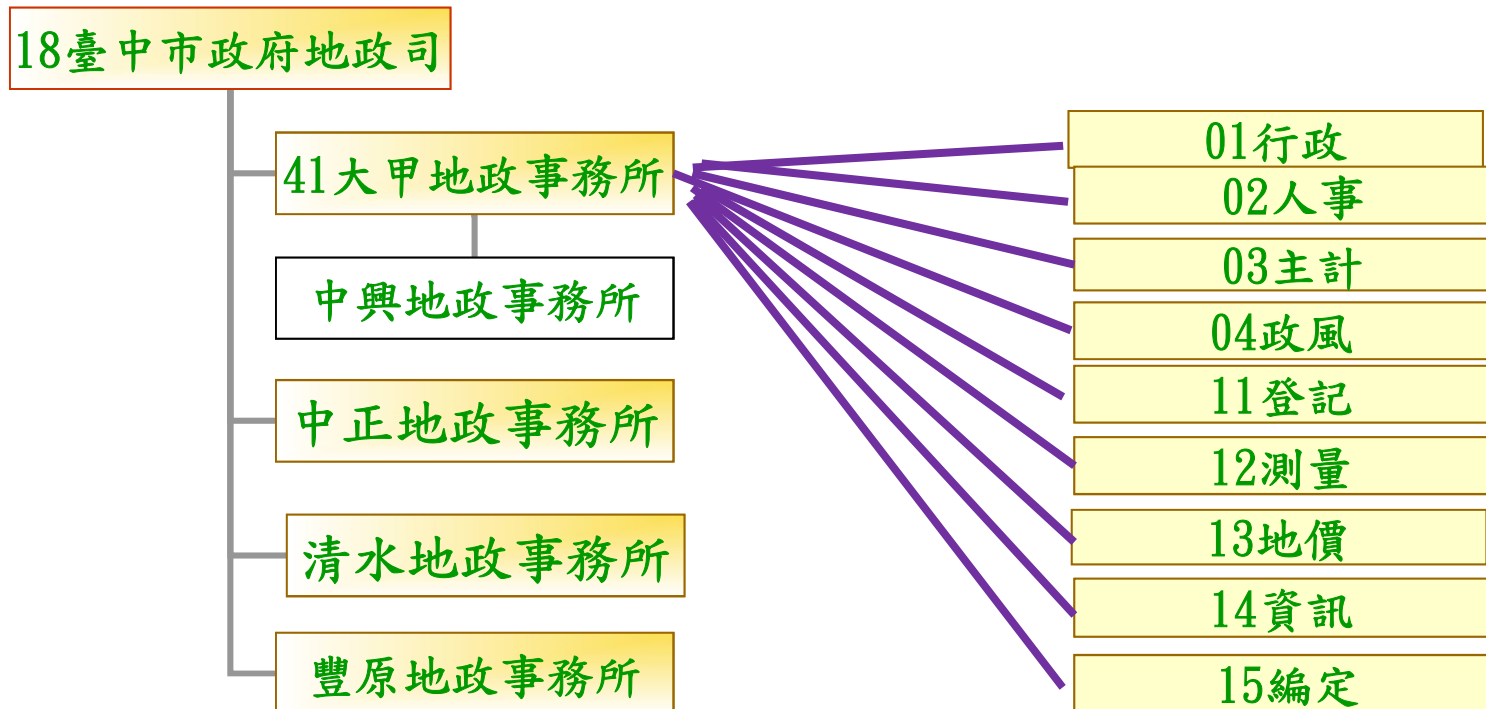 18臺中市政府地政司
41大甲地政事務所
中興地政事務所
中正地政事務所
清水地政事務所
豐原地政事務所
01行政
02人事
03主計
04政風
11登記
12測量
13地價
14資訊
15編定